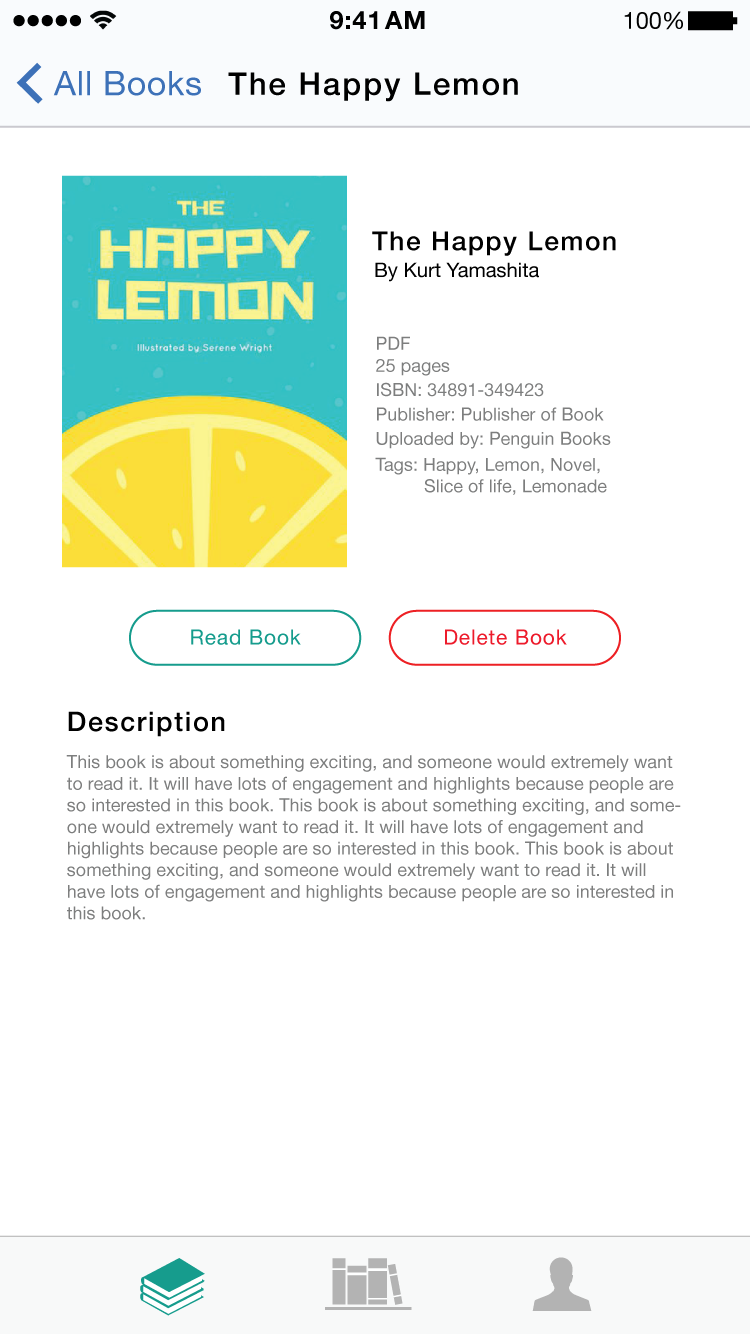 9:41 AM
100%
All Books The Happy Lemon
THE
HAPPY
LEMON
Illustrated by Serene Wright
The Happy Lemon
By Kurt Yamashita
PDF
25 pages
ISBN: 34891-349423
Publisher: Publisher of Book
Uploaded by: Penguin Books
Tags: Happy, Lemon, Novel,
Slice of life, Lemonade
Read Book
Delete Book
Description
This book is about something exciting, and someone would extremely want
to read it. It will have lots of engagement and highlights because people are
so interested in this book. This book is about something exciting, and some-
one would extremely want to read it. It will have lots of engagement and
highlights because people are so interested in this book. This book is about
something exciting, and someone would extremely want to read it. It will
have lots of engagement and highlights because people are so interested in
this book.